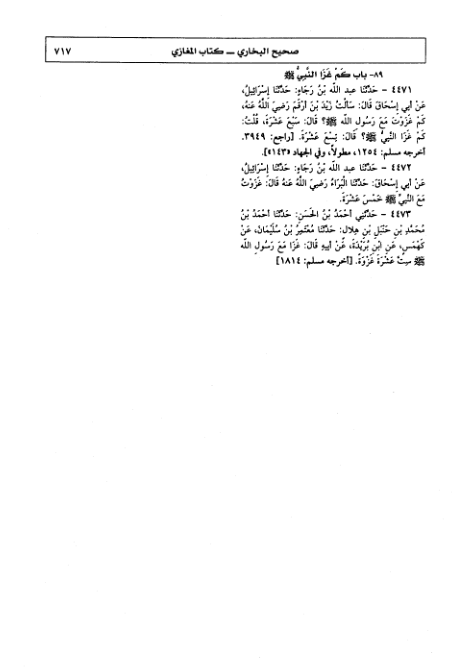 صحيح البخاري ــ كتاب المغازي
٧١٧
٨٩- باب كَمْ غَزَا النَّبِيُّ ﷺ
٤٤٧١ - حَدَّثَنَا عبد اللّه بْنُ رَجَاءٍ: حَدَّثَنَا إِسْرَائِيلُ،
عَنْ أَبِي إِسْحَاقَ قَالَ: سَأَلْتُ زَيْدَ بْنَ أَرْقَمَ رَضِيَ اللَّهُ عَنْهُ،
كَمْ غَزَوْتَ مَعَ رَسُولِ اللّه ﷺ؟ قَالَ: سَبْعَ عَشْرَةَ، قُلْتُ:
كَمْ غَزَا النَّبِيُّ ﷺ؟ قَالَ: تِسْعَ عَشْرَةَ. [راجع: ٣٩٤٩.
أخرجه مسلم: ١٢٥٤، مطولاً، وفي الجهاد «١٤٣»].
٤٤٧٢ - حَدَّثَنَا عبد اللّه بْنُ رَجَاءٍ: حَدَّثَنَا إِسْرَائِيلُ،
عَنْ أَبِي إِسْحَاقَ: حَدَّثَنَا الْبَرَاءُ رَضِيَ اللَّهُ عَنْهُ قَالَ: غَزَوْتُ
مَعَ النَّبِيِّ ﷺ خَمْسَ عَشْرَةَ.
٤٤٧٣ - حَدَّثَنِي أَحْمَدُ بْنُ الْحَسَنِ: حَدَّثَنَا أَحْمَدُ بْنُ
مُحَمَّدِ بْنِ حَنْبَلِ بْنِ هِلَالٍ: حَدَّثَنَا مُعْتَمِرُ بْنُ سُلَيْمَانَ، عَنْ
كَهْمَسٍ، عَنِ ابْنِ بُرَيْدَةَ، عَنْ أَبِيهِ قَالَ: غَزَا مَعَ رَسُولِ اللّه
ﷺ سِتَّ عَشْرَةَ غَزْوَةً. [أخرجه مسلم: ١٨١٤]